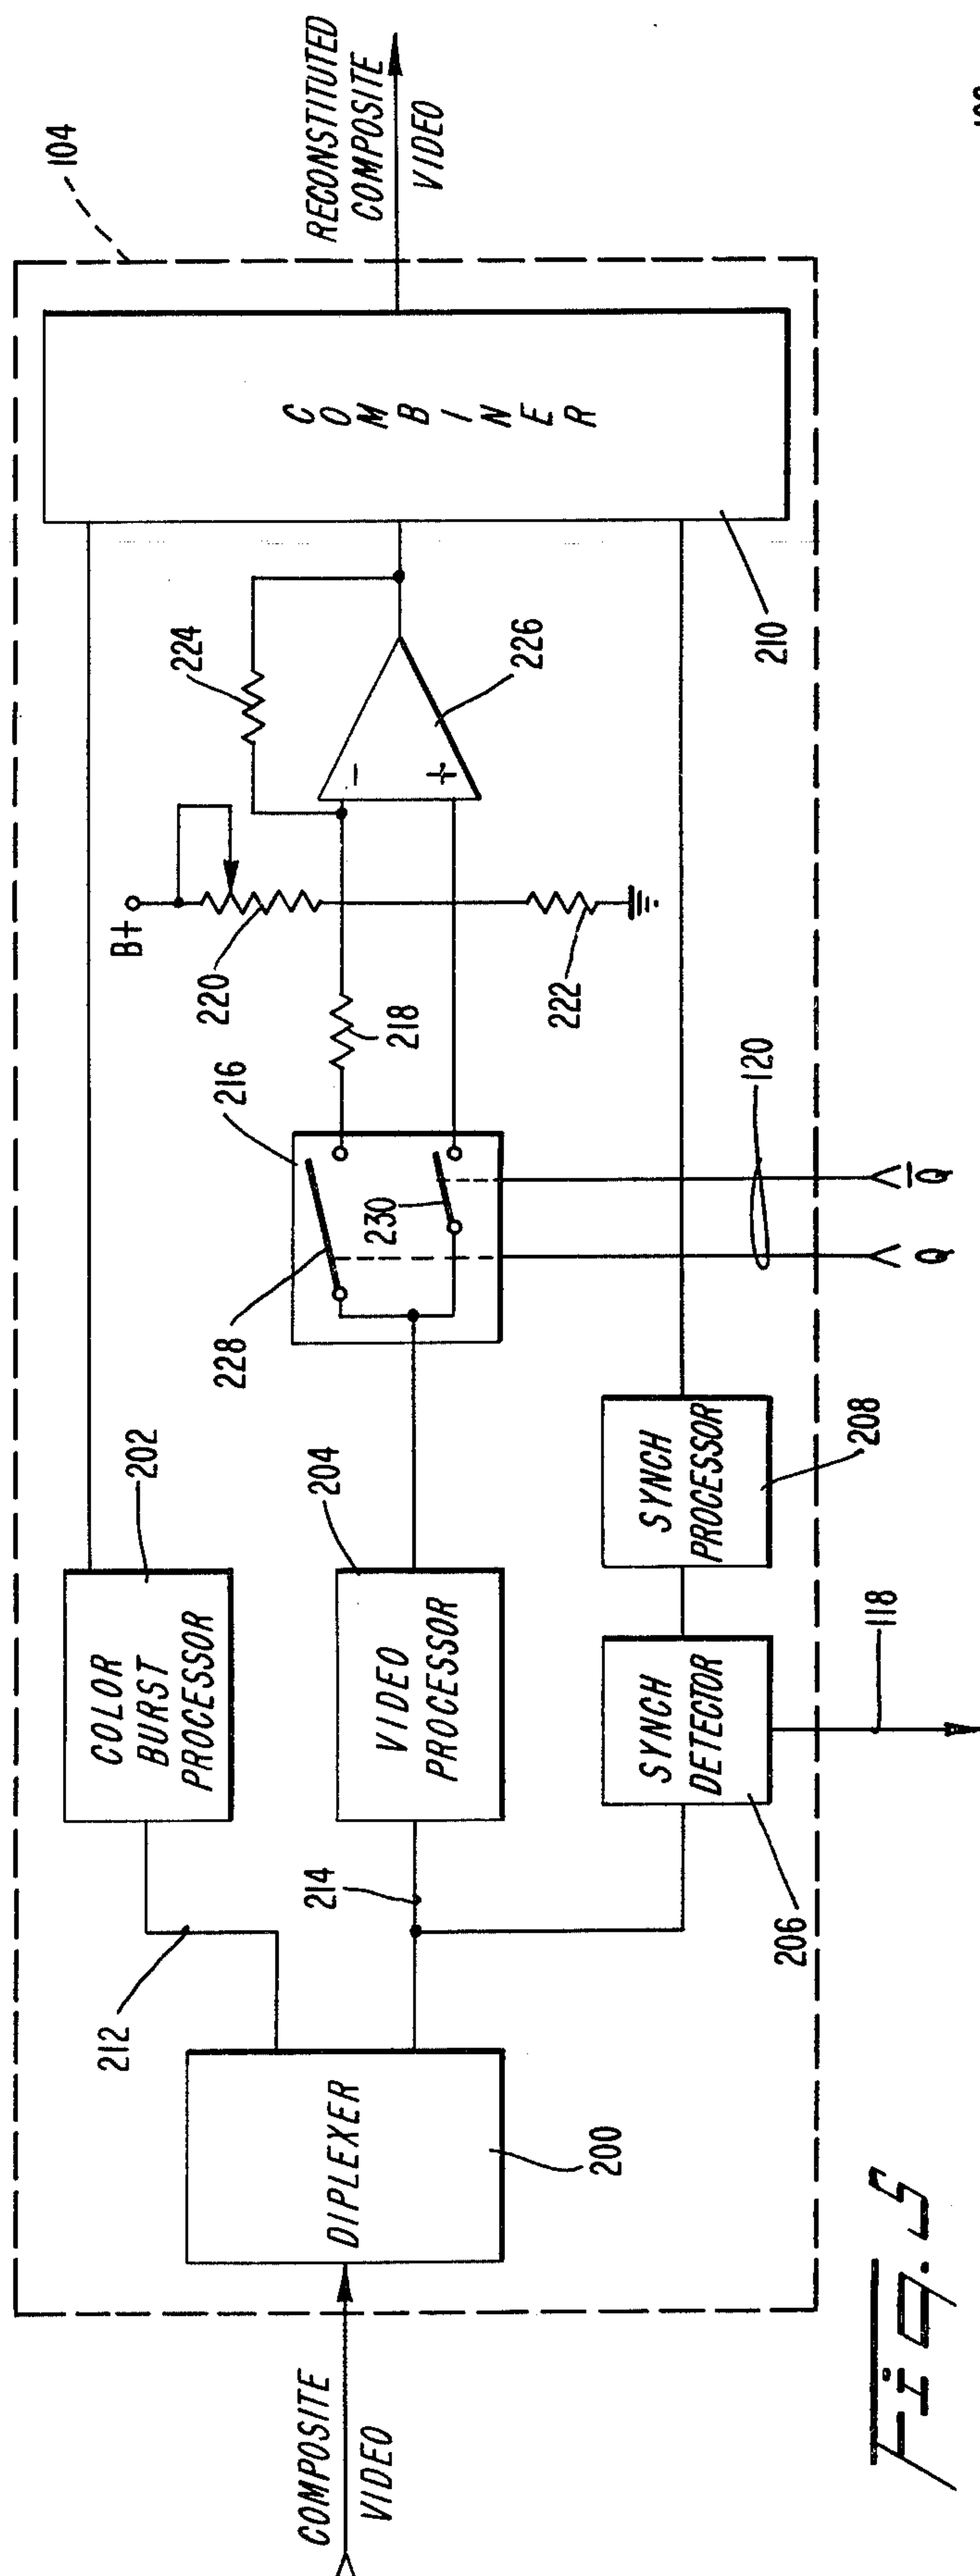 104
RECONSTITUTED
COMPOSITE
VIDEO
COMBINER
210
224
226
B+
220
222
218
-
+
216
228
230
120
Q
Q̅
202
COLOR
BURST
PROCESSOR
204
VIDEO
PROCESSOR
208
SYNCH
PROCESSOR
206
SYNCH
DETECTOR
118
212
214
DIPLEXER
200
COMPOSITE
VIDEO
Fig. 5